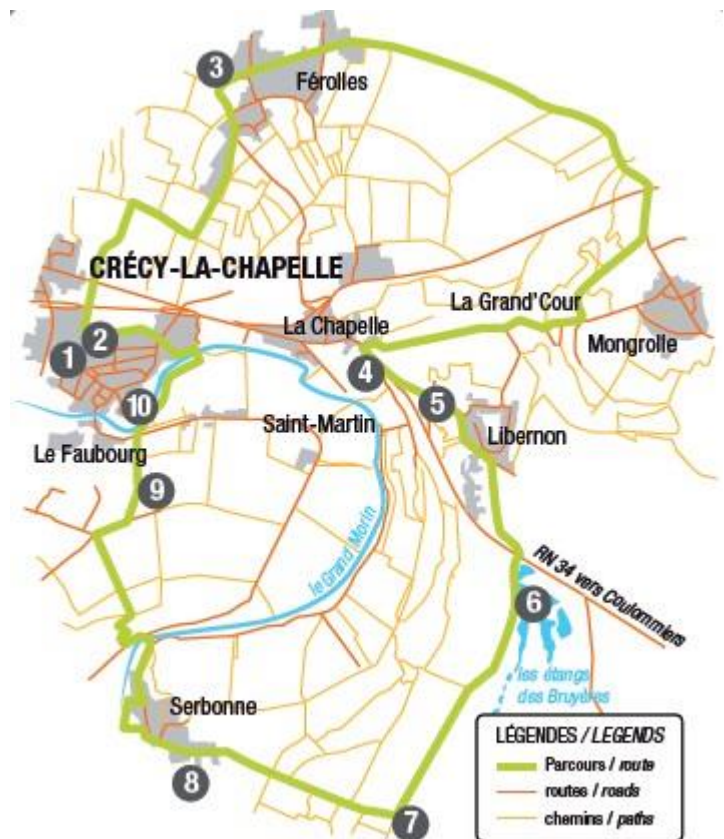 3
Férolles
CRÉCY-LA-CHAPELLE
La Grand'Cour
La Chapelle
Mongrolle
1
2
4
5
10
Saint-Martin
Libernon
Le Faubourg
9
le Grand Morin
RN 34 vers Coulommiers
6
les étangs
des Bruyères
Serbonne
8
7
LÉGENDES / LEGENDS
Parcours / route
routes / roads
chemins / paths